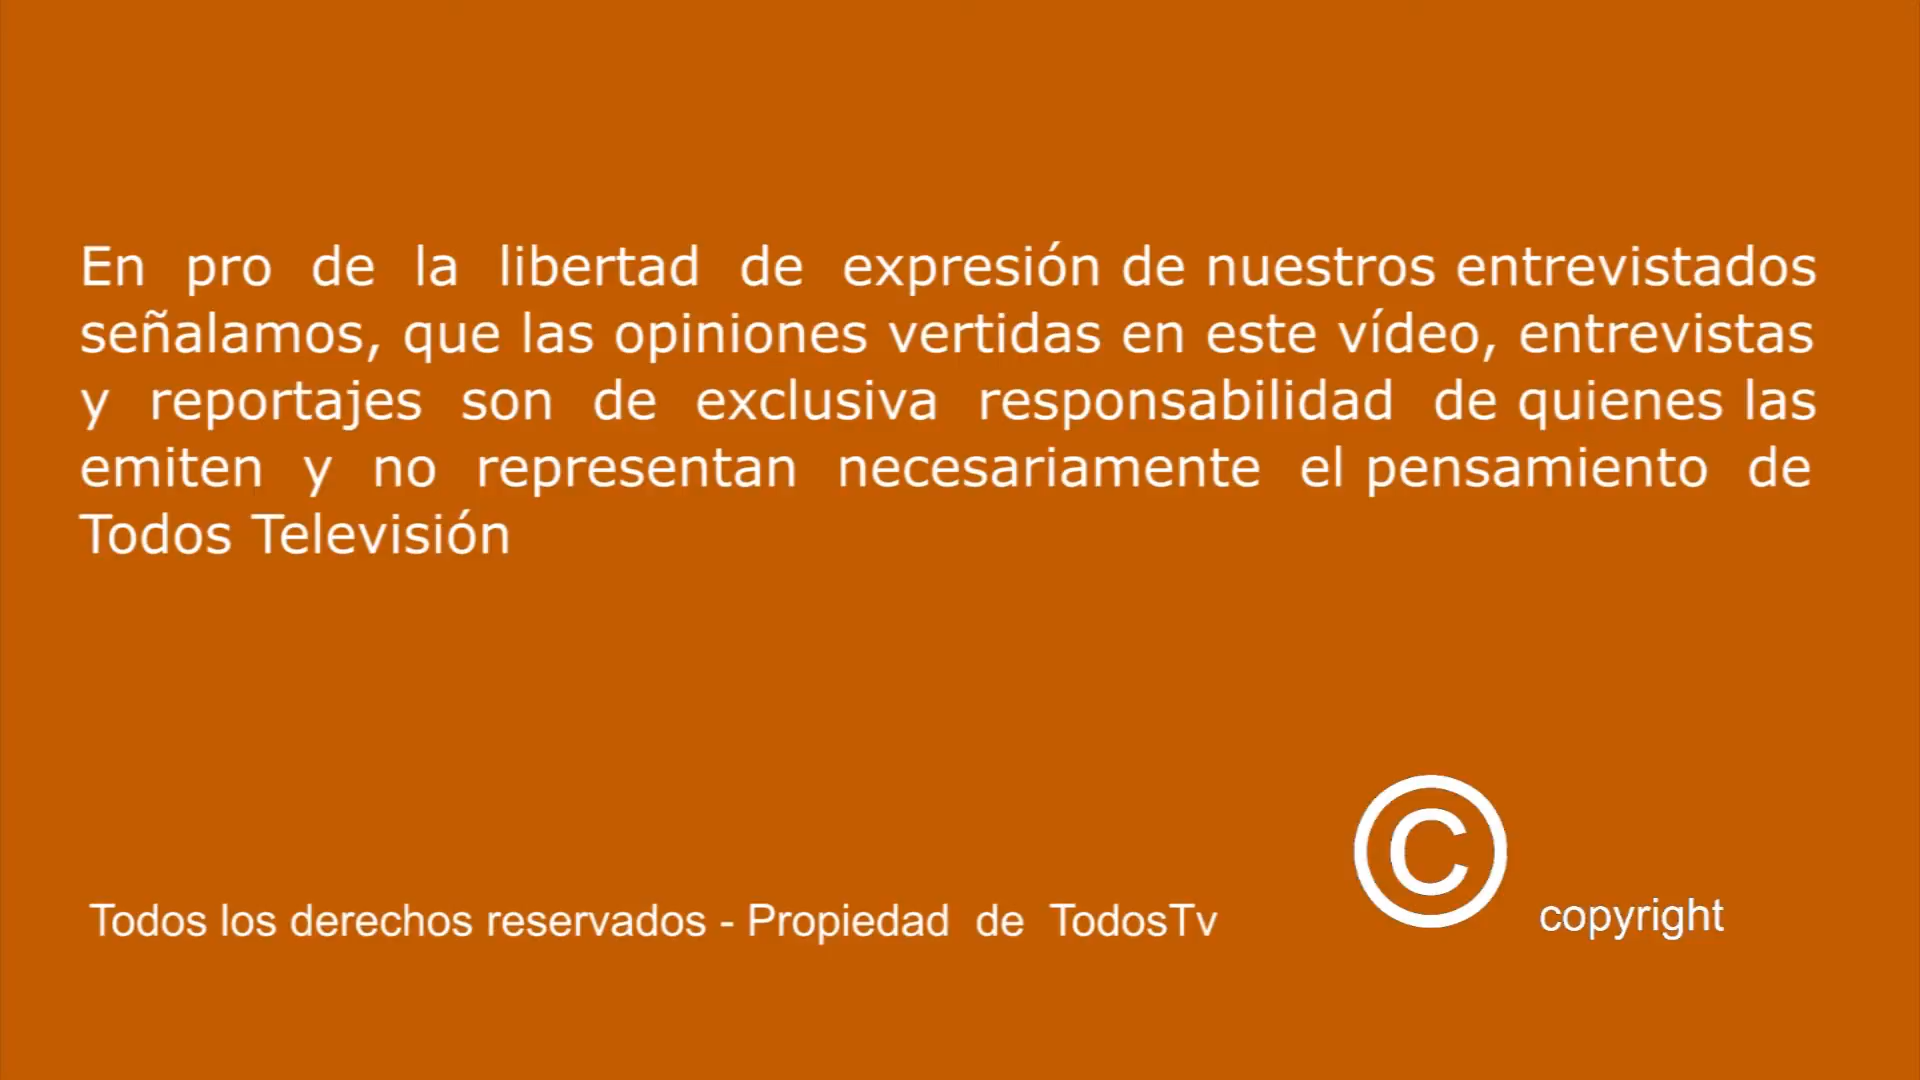 En pro de la libertad de expresión de nuestros entrevistados
señalamos, que las opiniones vertidas en este vídeo, entrevistas
y reportajes son de exclusiva responsabilidad de quienes las
emiten y no representan necesariamente el pensamiento de
Todos Televisión
Todos los derechos reservados - Propiedad de TodosTv
© copyright